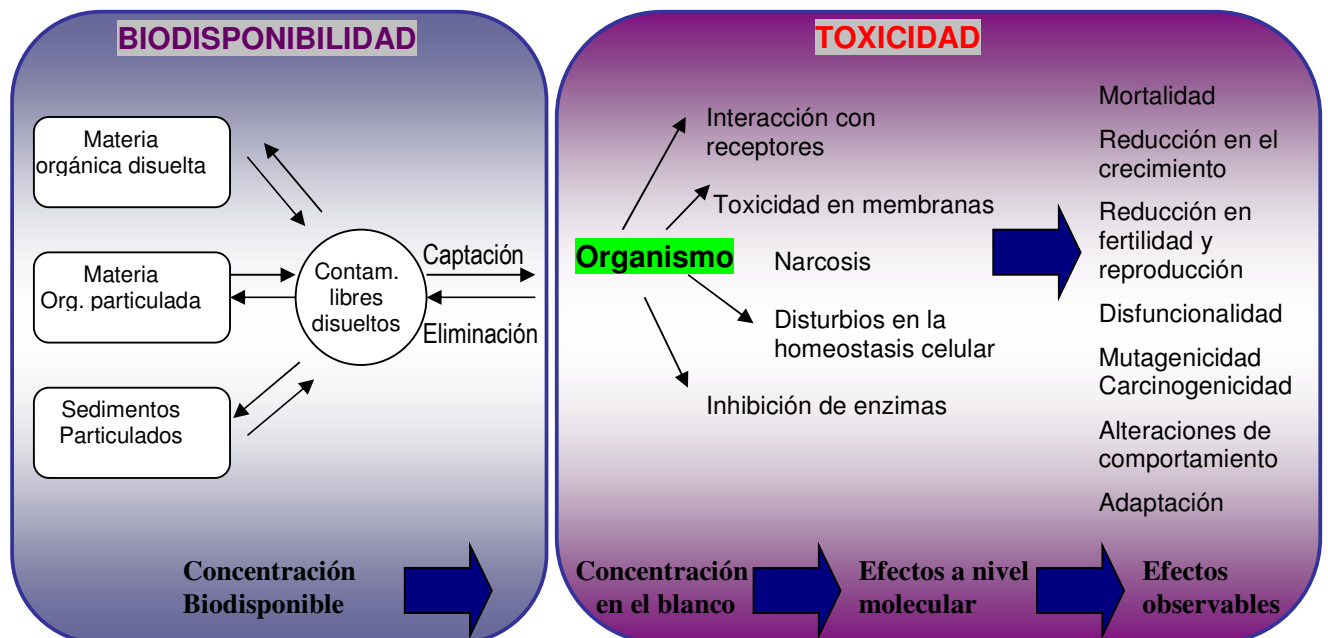 BIODISPONIBILIDAD
Materia
orgánica disuelta
Materia
Org. particulada
Sedimentos
Particulados
Contam.
libres
disueltos
Captación
Eliminación
Concentración
Biodisponible
TOXICIDAD
Organismo
Interacción con
receptores
Toxicidad en membranas
Narcosis
Disturbios en la
homeostasis celular
Inhibición de enzimas
Mortalidad
Reducción en el
crecimiento
Reducción en
fertilidad y
reproducción
Disfuncionalidad
Mutagenicidad
Carcinogenicidad
Alteraciones de
comportamiento
Adaptación
Concentración
en el blanco
Efectos a nivel
molecular
Efectos
observables